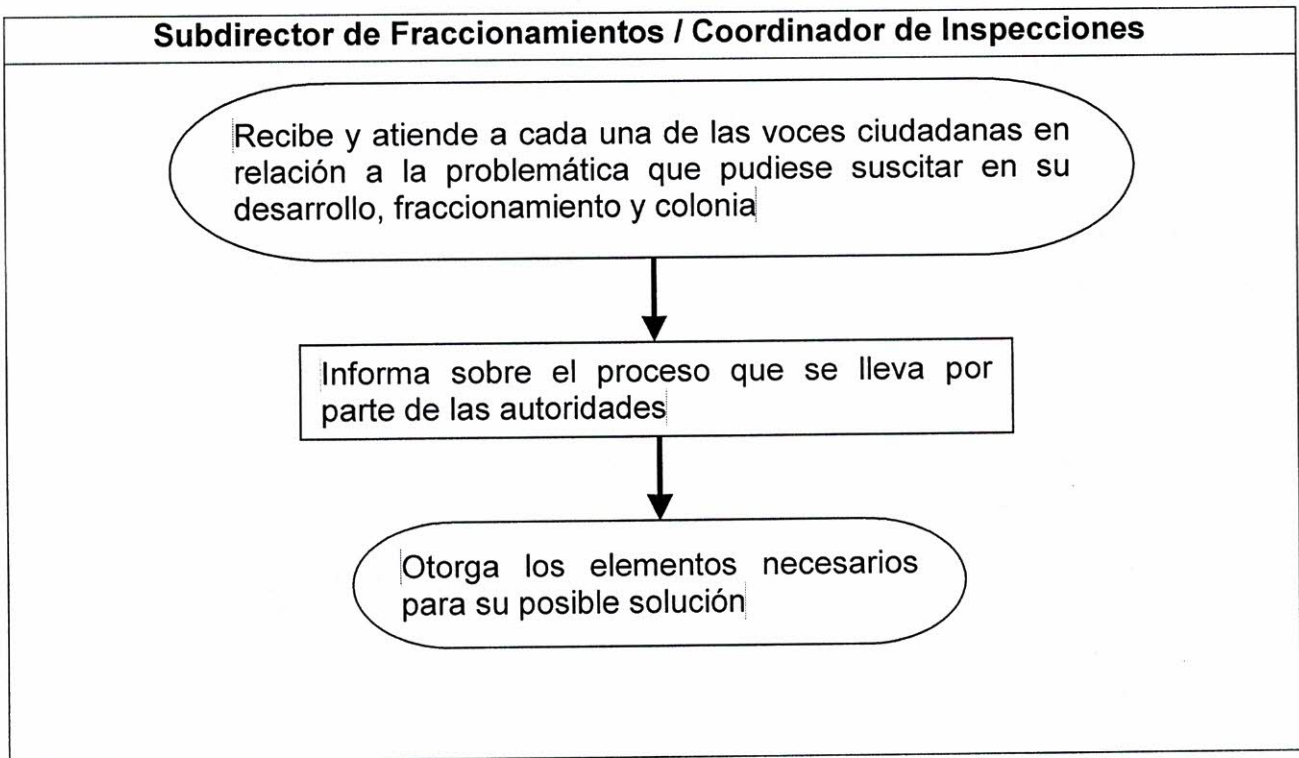 Subdirector de Fraccionamientos / Coordinador de Inspecciones
Recibe y atiende a cada una de las voces ciudadanas en
relación a la problemática que pudiese suscitar en su
desarrollo, fraccionamiento y colonia
Informa sobre el proceso que se lleva por
parte de las autoridades
Otorga los elementos necesarios
para su posible solución